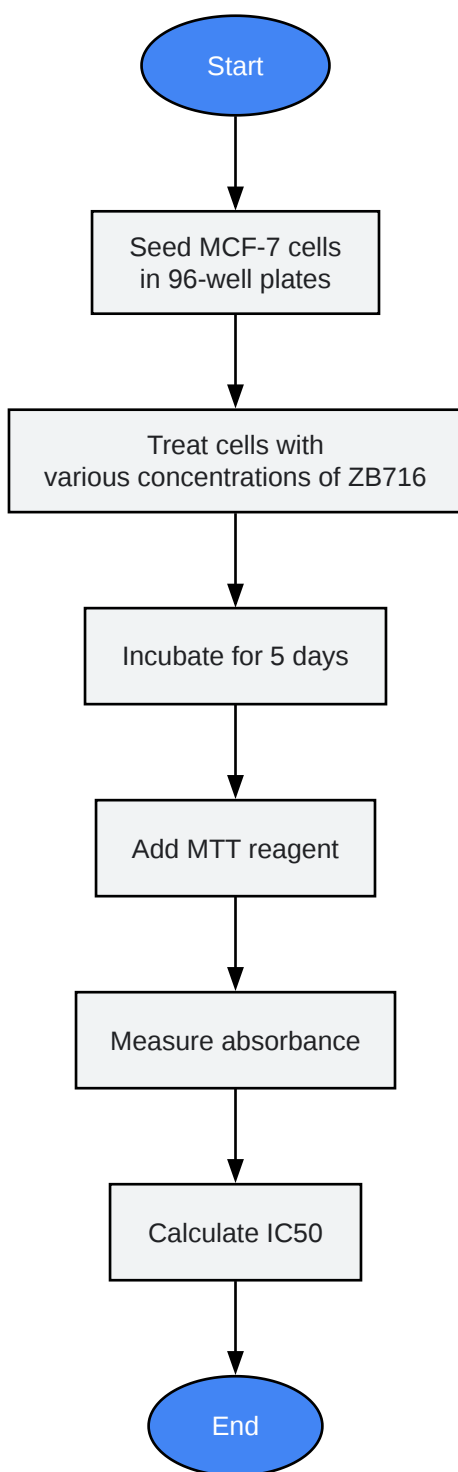 Start
Seed MCF-7 cells
in 96-well plates
Treat cells with
various concentrations of ZB716
Incubate for 5 days
Add MTT reagent
Measure absorbance
Calculate IC50
End